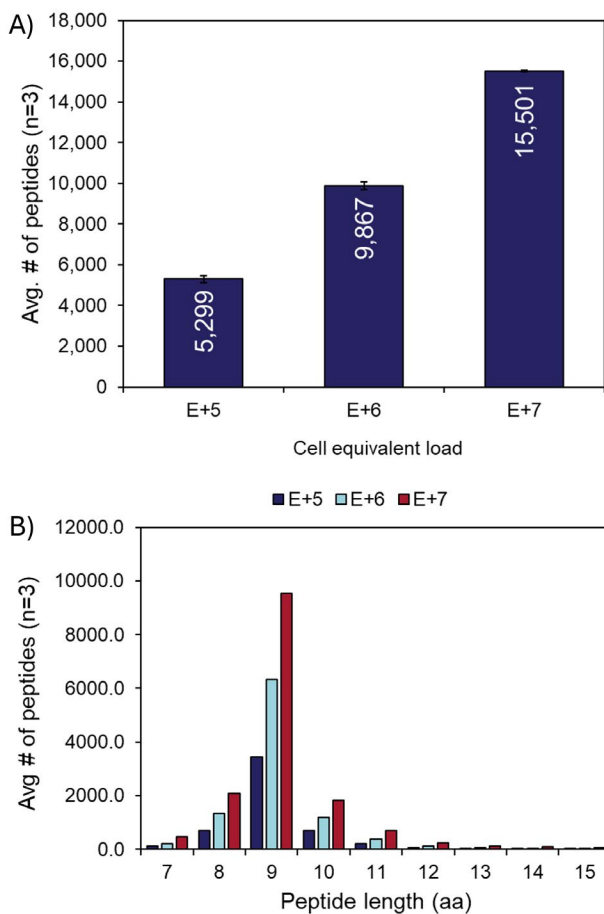 A)
Avg. # of peptides (n=3)
18,000
16,000
14,000
12,000
10,000
8,000
6,000
4,000
2,000
0
5,299
9,867
15,501
E+5 E+6 E+7
Cell equivalent load
E+5 E+6 E+7
B)
Avg # of peptides (n=3)
12000.0
10000.0
8000.0
6000.0
4000.0
2000.0
0.0
7 8 9 10 11 12 13 14 15
Peptide length (aa)